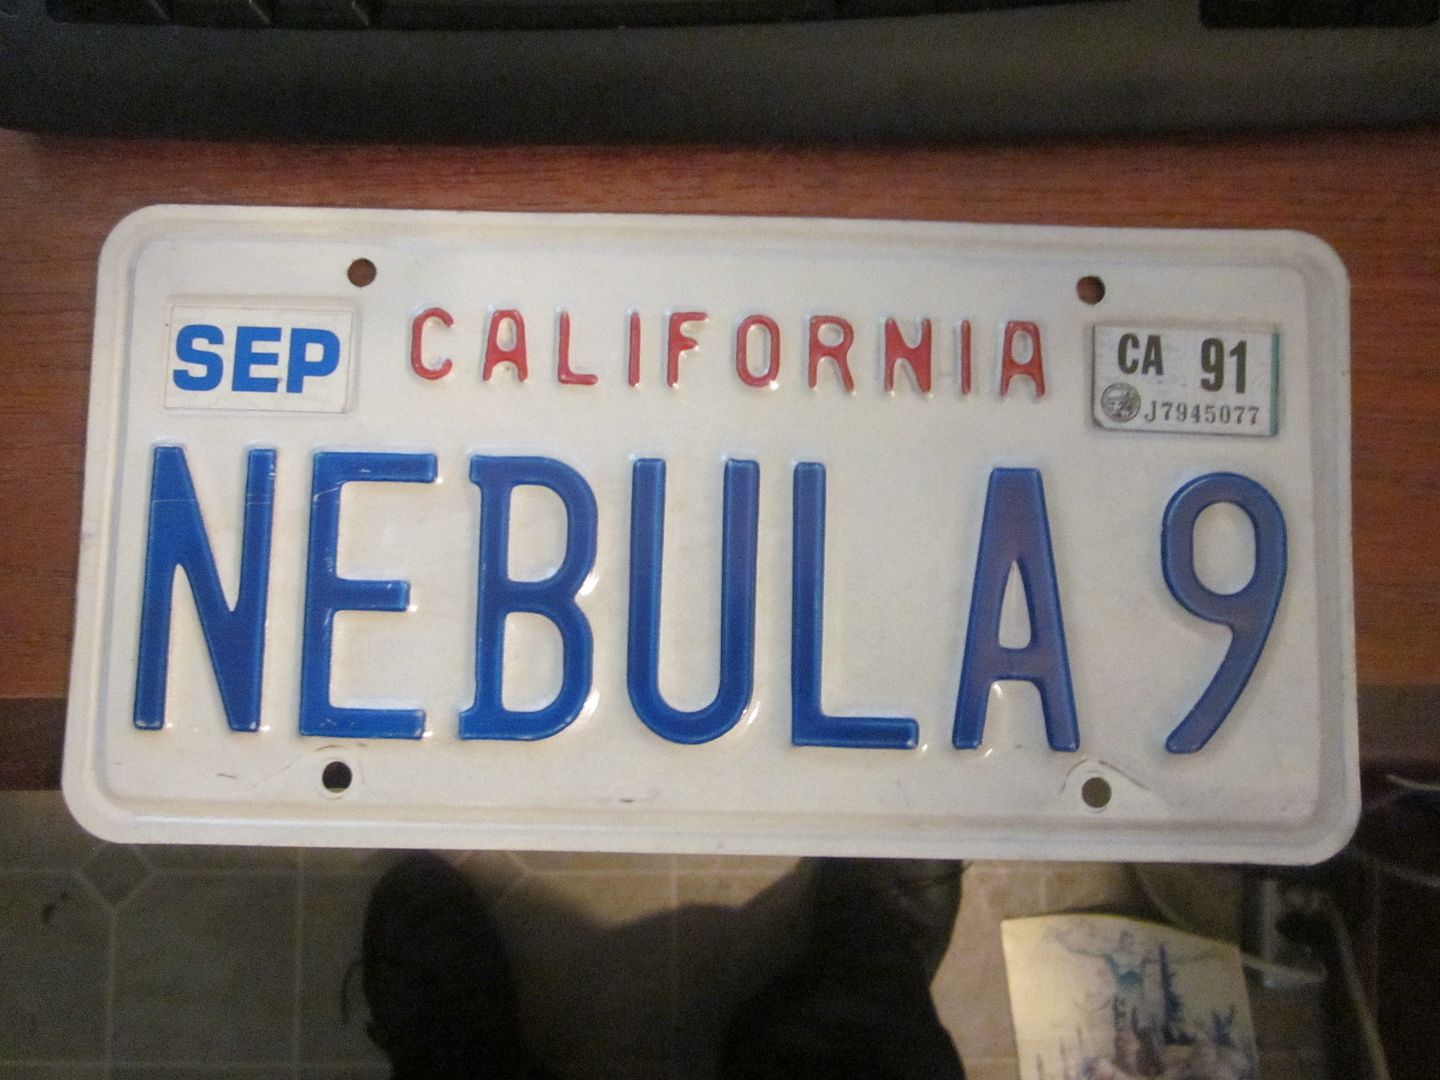 SEP
CALIFORNIA
CA 91
J7945077
NEBULA9